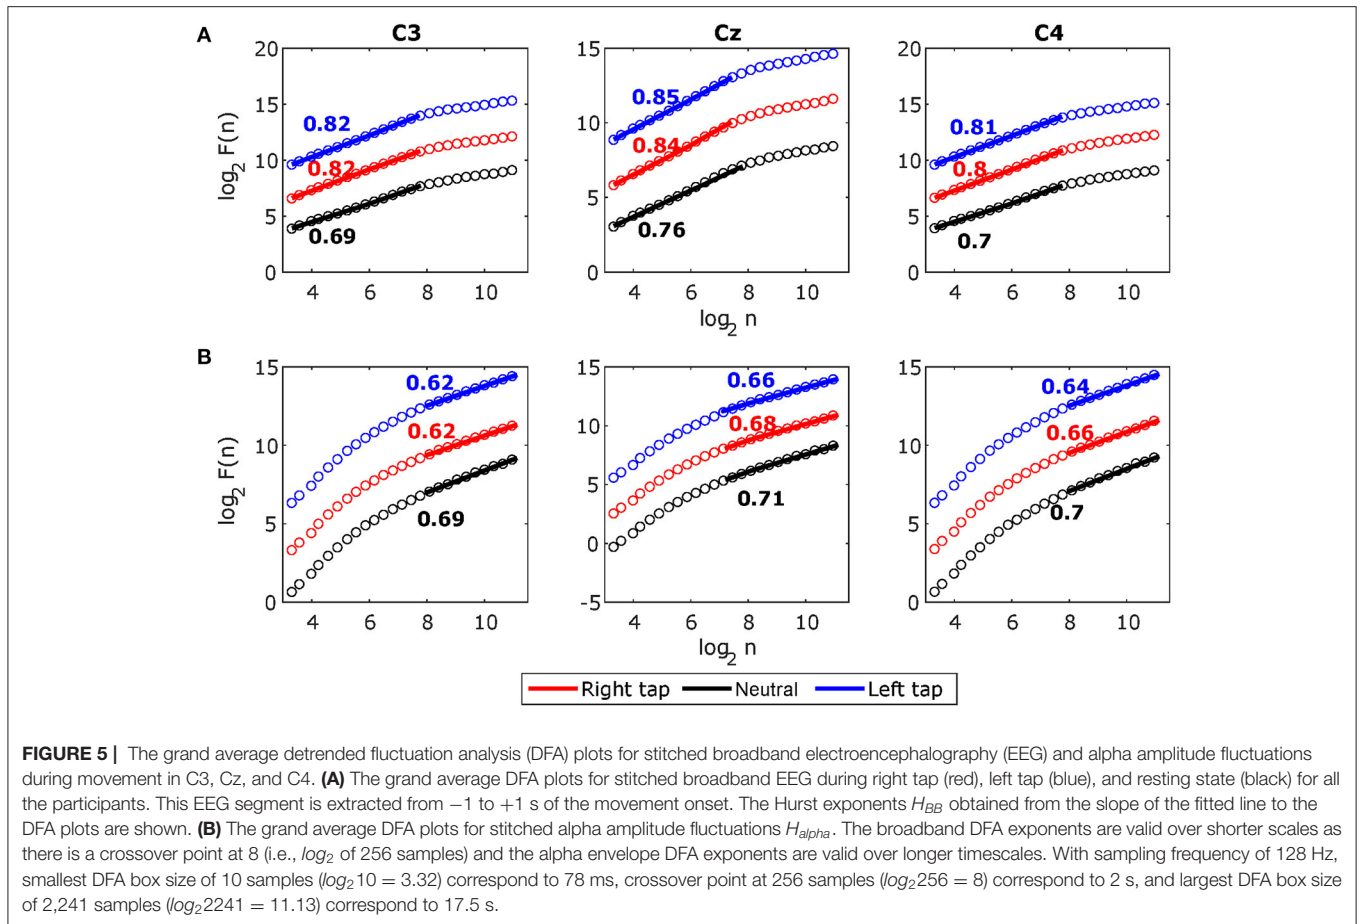 A
C3
Cz
C4
20
15
10
5
0
log2 F(n)
0.82
0.82
0.69
4 6 8 10
15
10
5
0
0.85
0.84
0.76
4 6 8 10
log2 n
20
15
10
5
0
0.81
0.8
0.7
4 6 8 10
B
15
10
5
0
log2 F(n)
0.62
0.62
0.69
4 6 8 10
15
10
5
0
-5
0.66
0.68
0.71
4 6 8 10
log2 n
15
10
5
0
0.64
0.66
0.7
4 6 8 10
Right tap Neutral Left tap
FIGURE 5 | The grand average detrended fluctuation analysis (DFA) plots for stitched broadband electroencephalography (EEG) and alpha amplitude fluctuations
during movement in C3, Cz, and C4. (A) The grand average DFA plots for stitched broadband EEG during right tap (red), left tap (blue), and resting state (black) for all
the participants. This EEG segment is extracted from −1 to +1 s of the movement onset. The Hurst exponents HBB obtained from the slope of the fitted line to the
DFA plots are shown. (B) The grand average DFA plots for stitched alpha amplitude fluctuations Halpha. The broadband DFA exponents are valid over shorter scales as
there is a crossover point at 8 (i.e., log2 of 256 samples) and the alpha envelope DFA exponents are valid over longer timescales. With sampling frequency of 128 Hz,
smallest DFA box size of 10 samples (log210 = 3.32) correspond to 78 ms, crossover point at 256 samples (log2256 = 8) correspond to 2 s, and largest DFA box size
of 2,241 samples (log22241 = 11.13) correspond to 17.5 s.